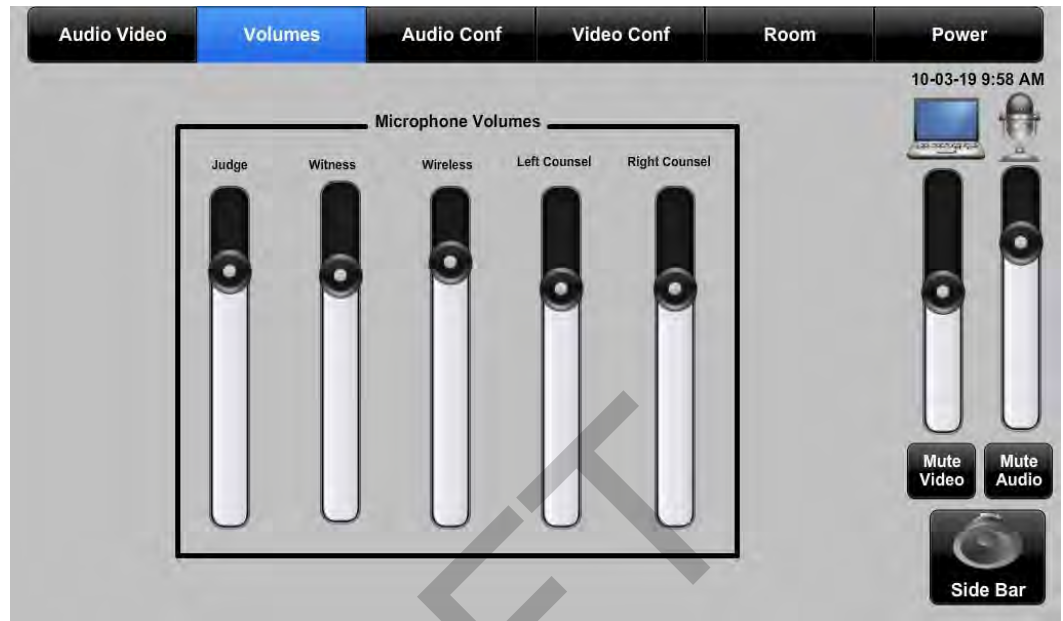 Audio Video
Volumes
Audio Conf
Video Conf
Room
Power
10-03-19 9:58 AM
Microphone Volumes
Judge
Witness
Wireless
Left Counsel
Right Counsel
Mute
Video
Mute
Audio
Side Bar